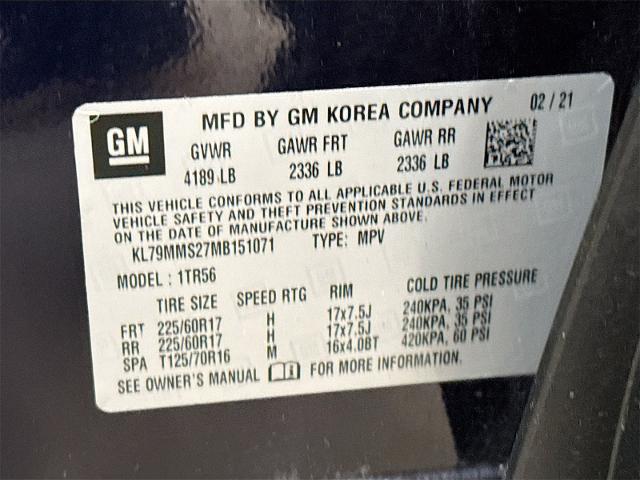 GM
MFD BY GM KOREA COMPANY 02 / 21
GVWR GAWR FRT GAWR RR
4189 LB 2336 LB 2336 LB
THIS VEHICLE CONFORMS TO ALL APPLICABLE U.S. FEDERAL MOTOR
VEHICLE SAFETY AND THEFT PREVENTION STANDARDS IN EFFECT
ON THE DATE OF MANUFACTURE SHOWN ABOVE.
KL79MMS27MB151071 TYPE: MPV
MODEL: 1TR56
TIRE SIZE SPEED RTG RIM COLD TIRE PRESSURE
FRT 225/60R17 H 17x7.5J 240KPA, 35 PSI
RR 225/60R17 H 17x7.5J 240KPA, 35 PSI
SPA T125/70R16 M 16x4.0BT 420KPA, 60 PSI
SEE OWNER'S MANUAL FOR MORE INFORMATION.